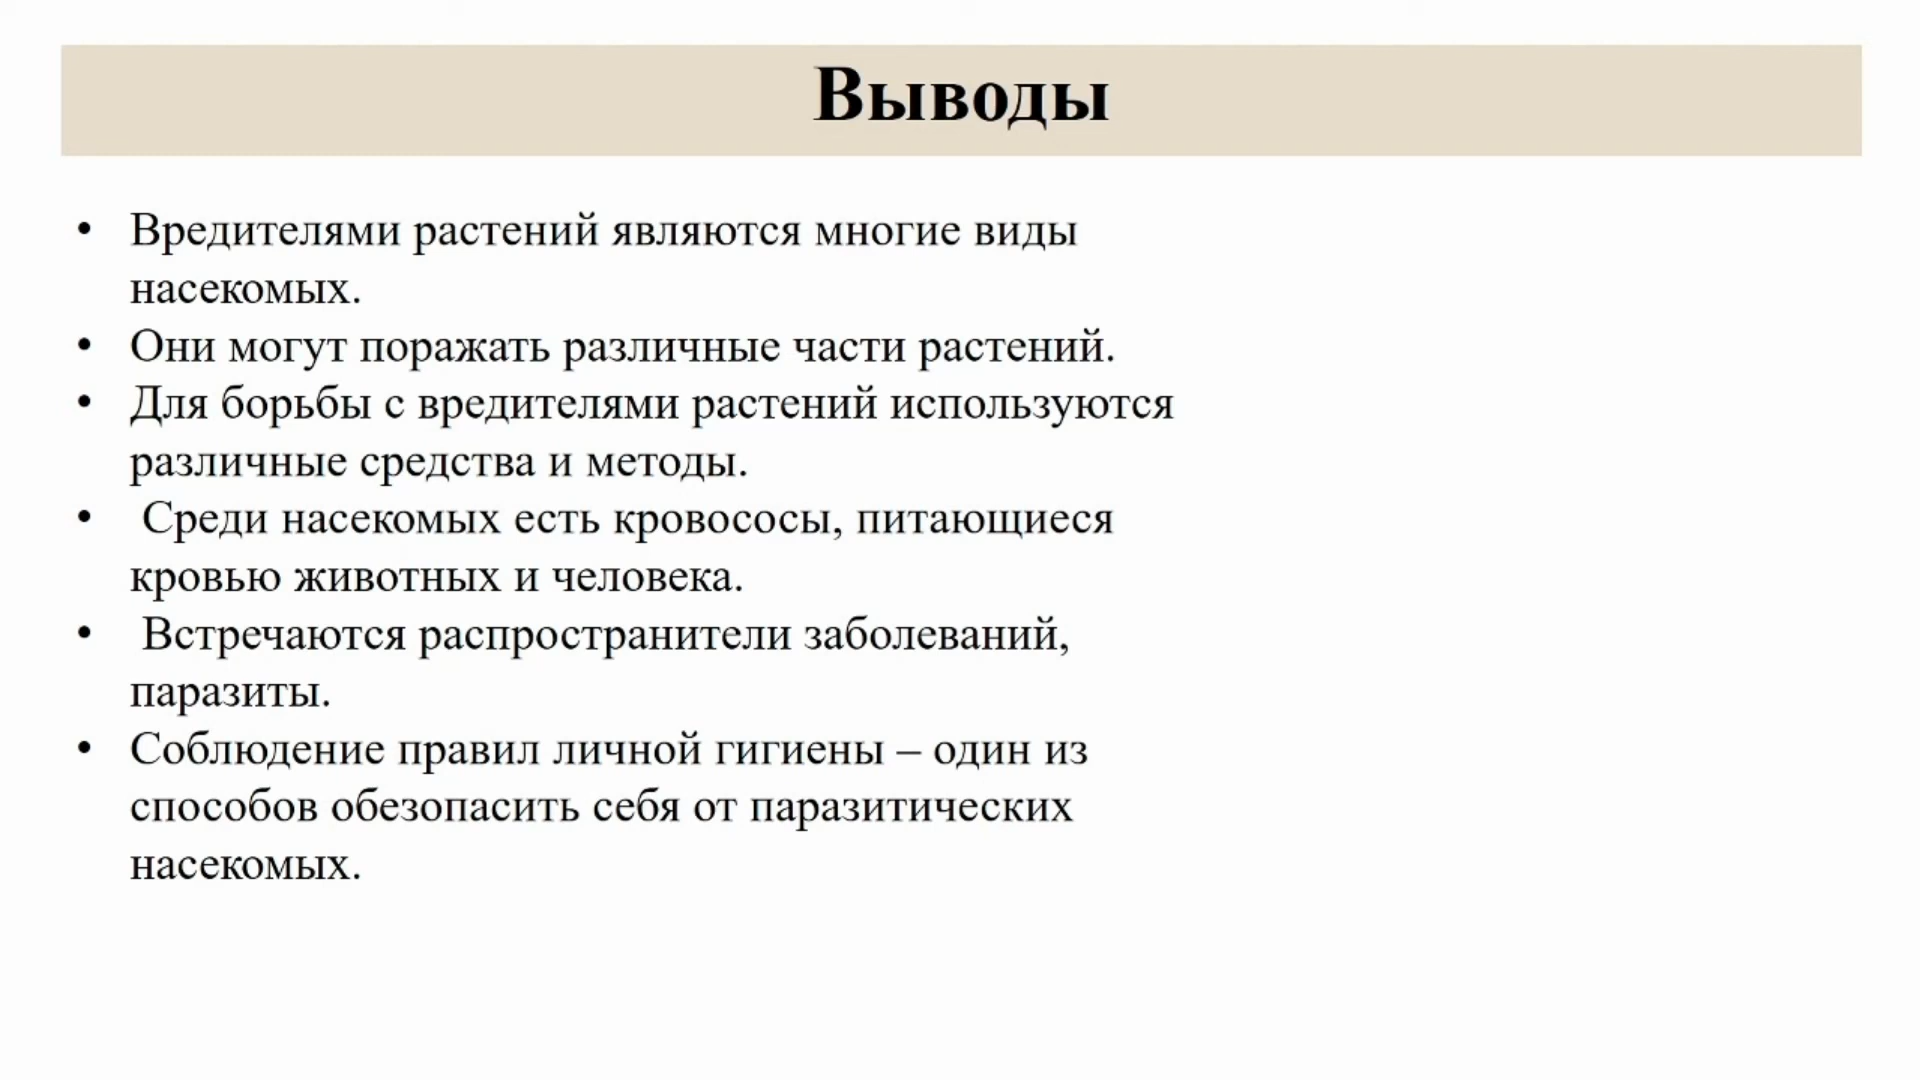 Выводы
• Вредителями растений являются многие виды
насекомых.
• Они могут поражать различные части растений.
• Для борьбы с вредителями растений используются
различные средства и методы.
• Среди насекомых есть кровососы, питающиеся
кровью животных и человека.
• Встречаются распространители заболеваний,
паразиты.
• Соблюдение правил личной гигиены – один из
способов обезопасить себя от паразитических
насекомых.